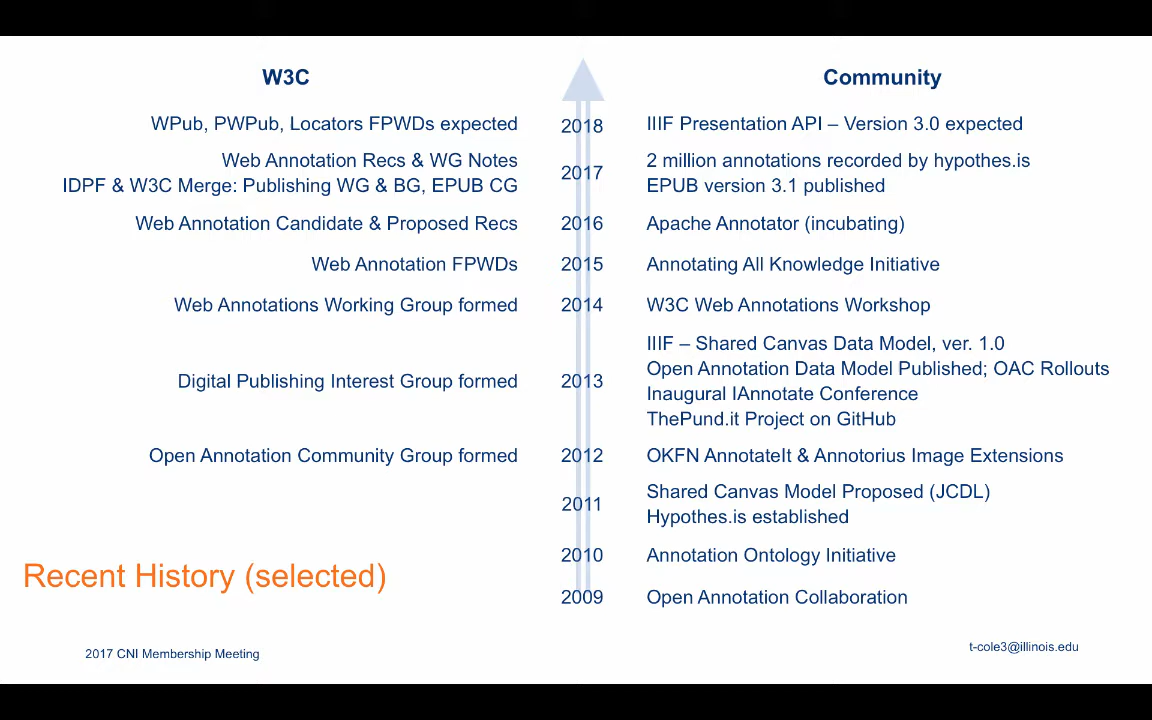 W3C
Community
WPub, PWPub, Locators FPWDs expected
2018
IIIF Presentation API – Version 3.0 expected
Web Annotation Recs & WG Notes
IDPF & W3C Merge: Publishing WG & BG, EPUB CG
2017
2 million annotations recorded by hypothes.is
EPUB version 3.1 published
Web Annotation Candidate & Proposed Recs
2016
Apache Annotator (incubating)
Web Annotation FPWDs
2015
Annotating All Knowledge Initiative
Web Annotations Working Group formed
2014
W3C Web Annotations Workshop
Digital Publishing Interest Group formed
2013
IIIF – Shared Canvas Data Model, ver. 1.0
Open Annotation Data Model Published; OAC Rollouts
Inaugural IAnnotate Conference
ThePund.it Project on GitHub
Open Annotation Community Group formed
2012
OKFN AnnotateIt & Annotorius Image Extensions
2011
Shared Canvas Model Proposed (JCDL)
Hypothes.is established
2010
Annotation Ontology Initiative
Recent History (selected)
2009
Open Annotation Collaboration
2017 CNI Membership Meeting
t-cole3@illinois.edu